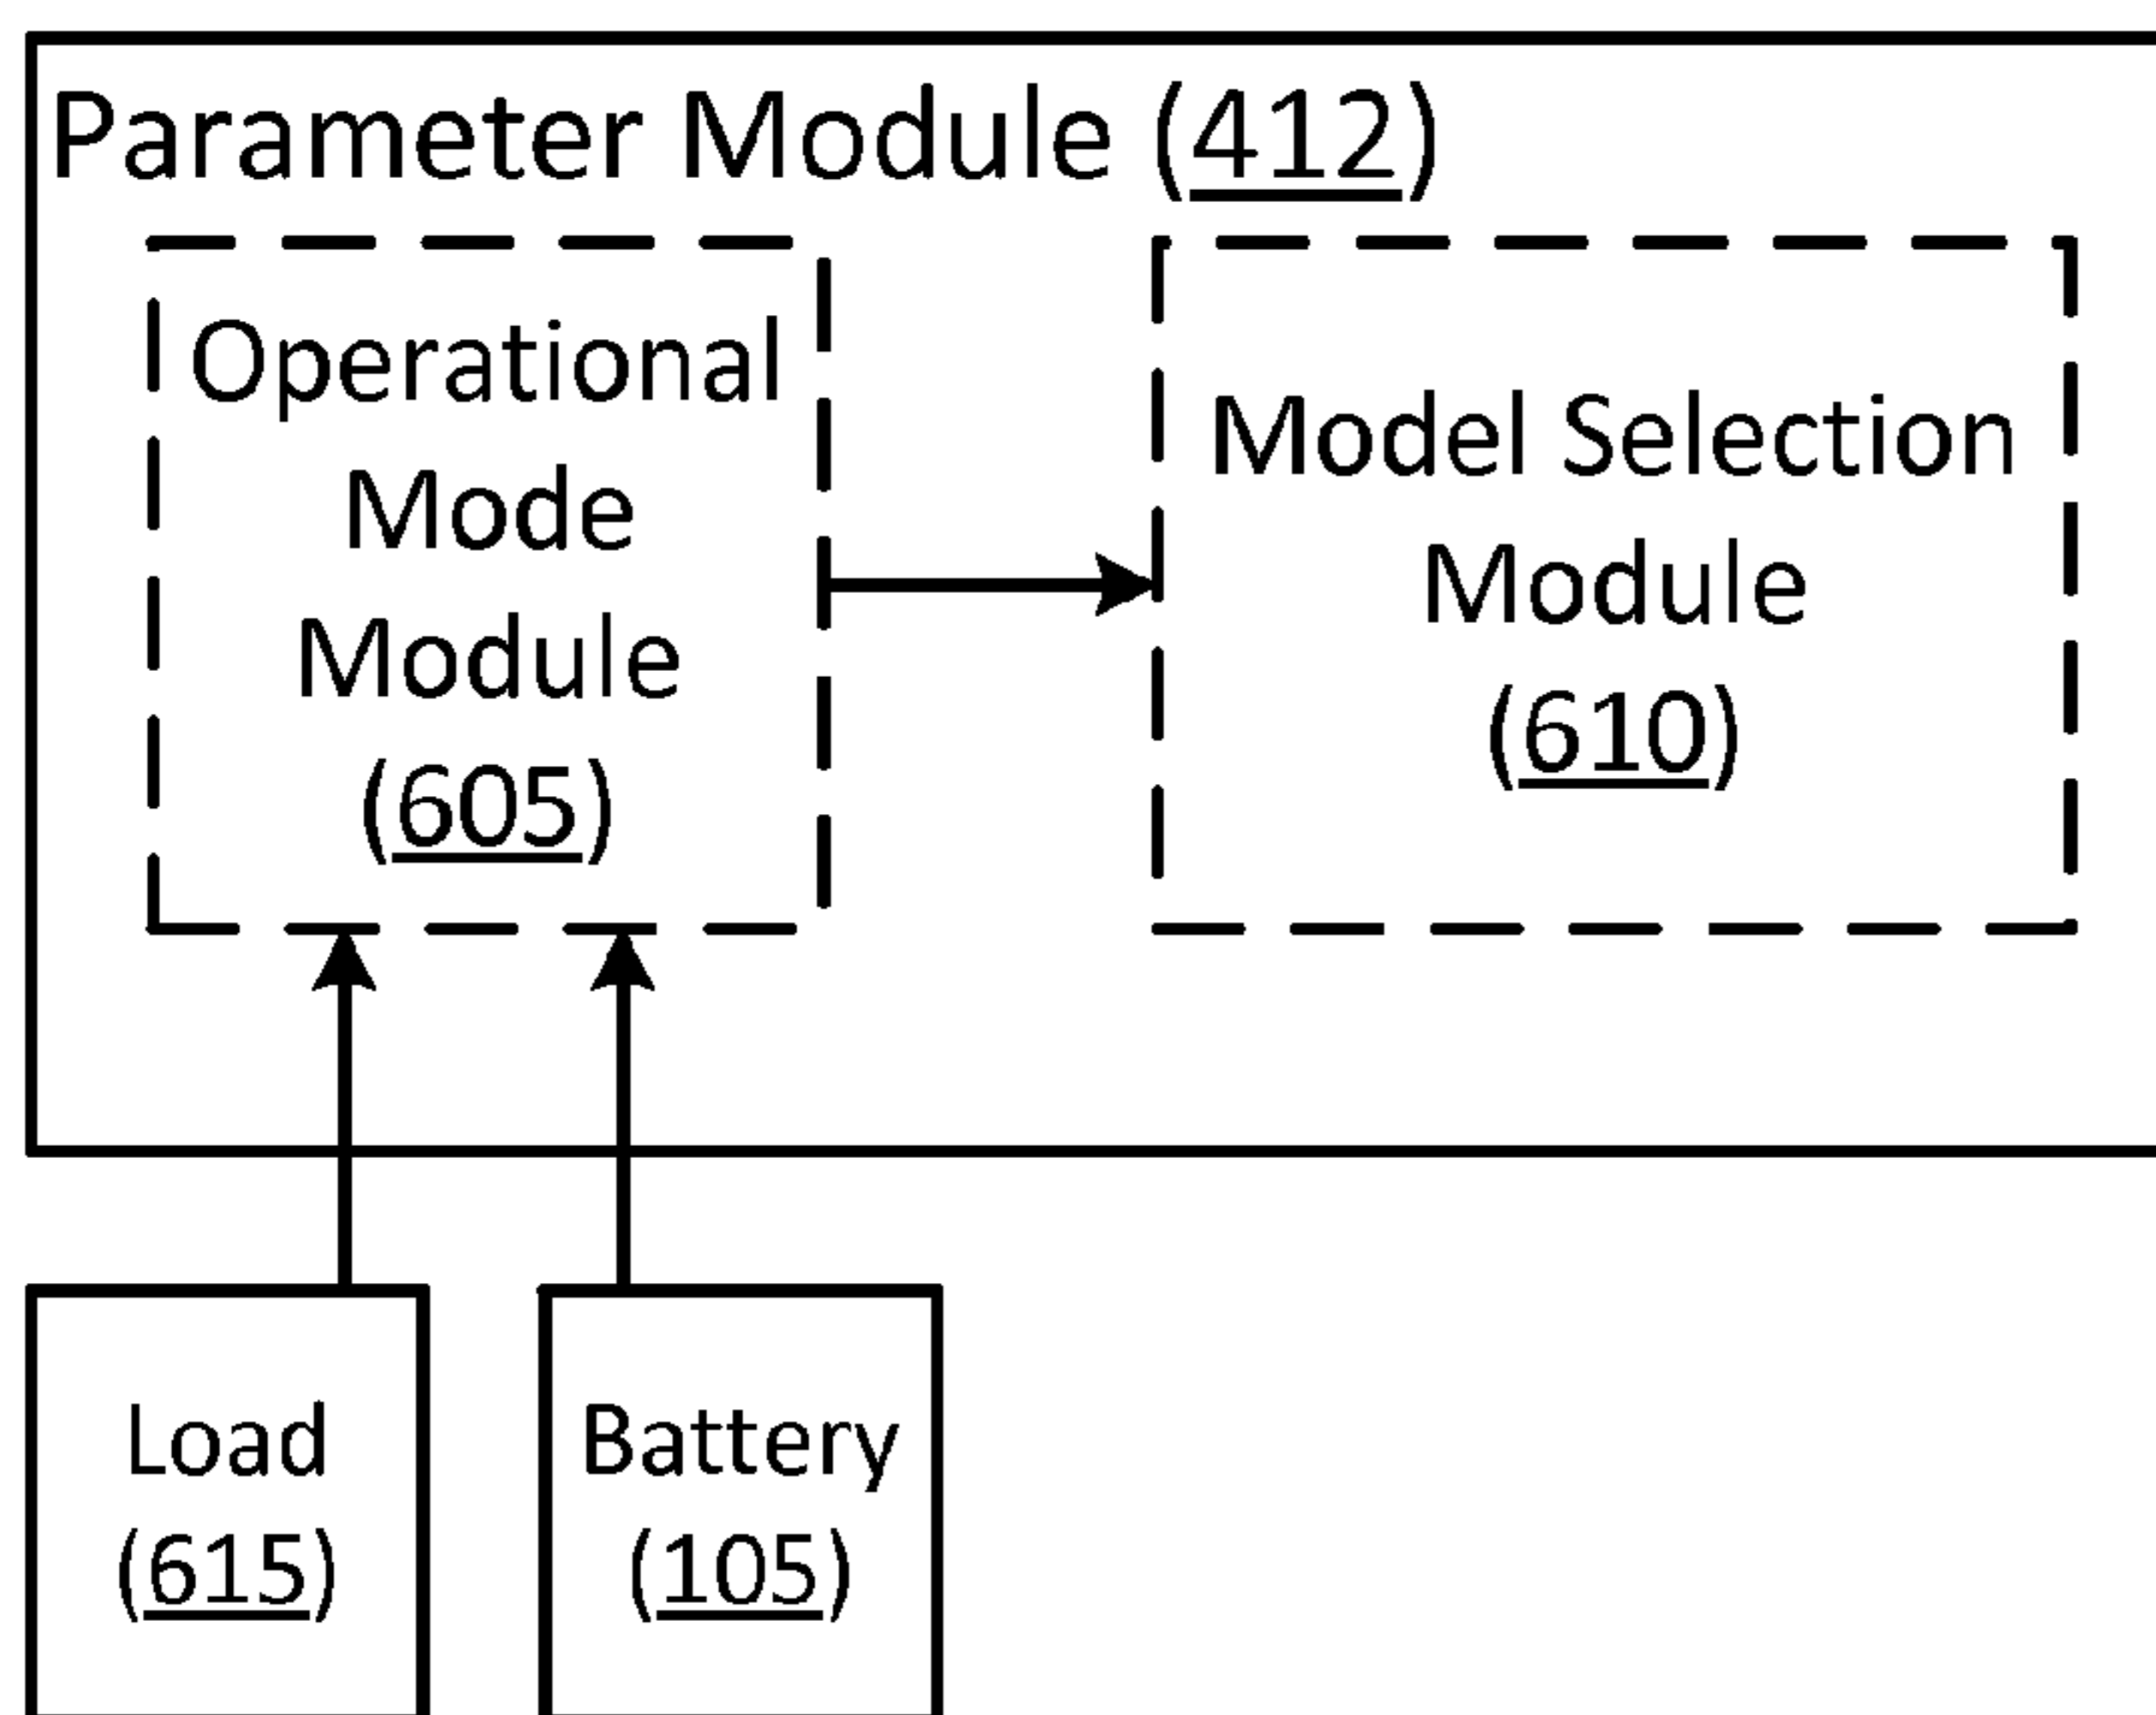 Parameter Module (412)
Operational
Mode
Module
(605)
Model Selection
Module
(610)
Load
(615)
Battery
(105)